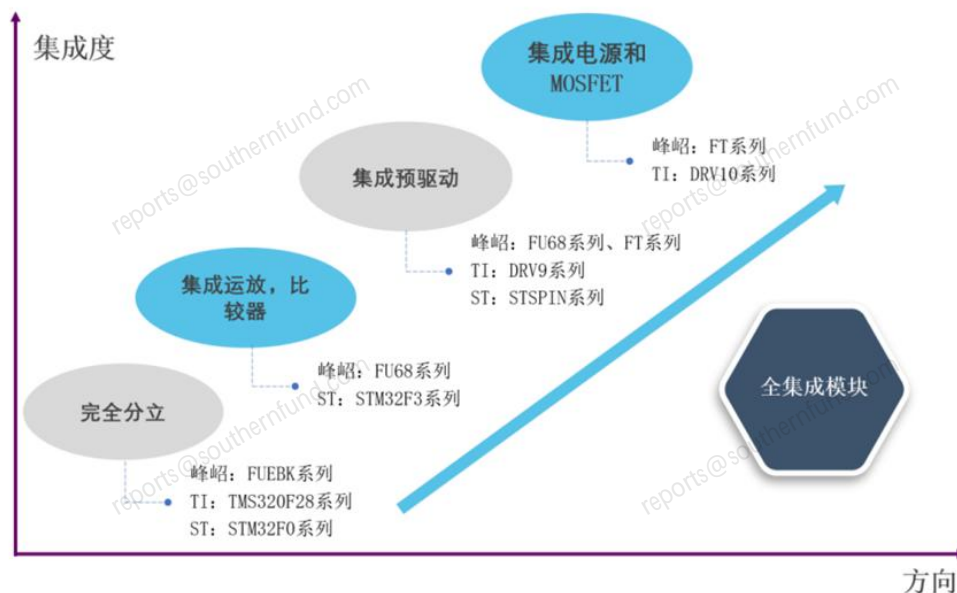 集成度
集成电源和
MOSFET
峰岹：FT系列
TI：DRV10系列
集成预驱动
峰岹：FU68系列、FT系列
TI：DRV9系列
ST：STSPIN系列
集成运放，比
较器
峰岹：FU68系列
ST：STM32F3系列
完全分立
峰岹：FUEBK系列
TI：TMS320F28系列
ST：STM32F0系列
全集成模块
方向
reports@southernfund.com
reports@southernfund.com
reports@southernfund.com
reports@southernfund.com